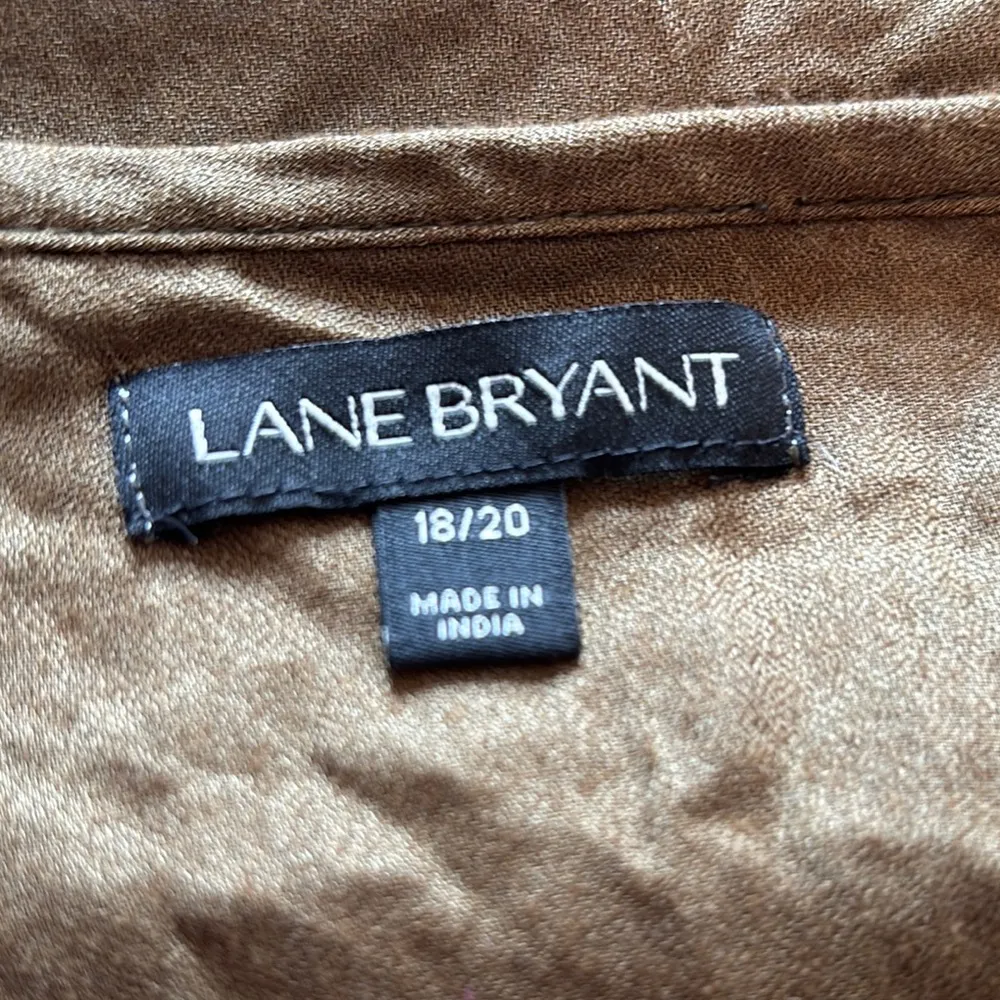 LANE BRYANT
18/20
MADE IN
INDIA